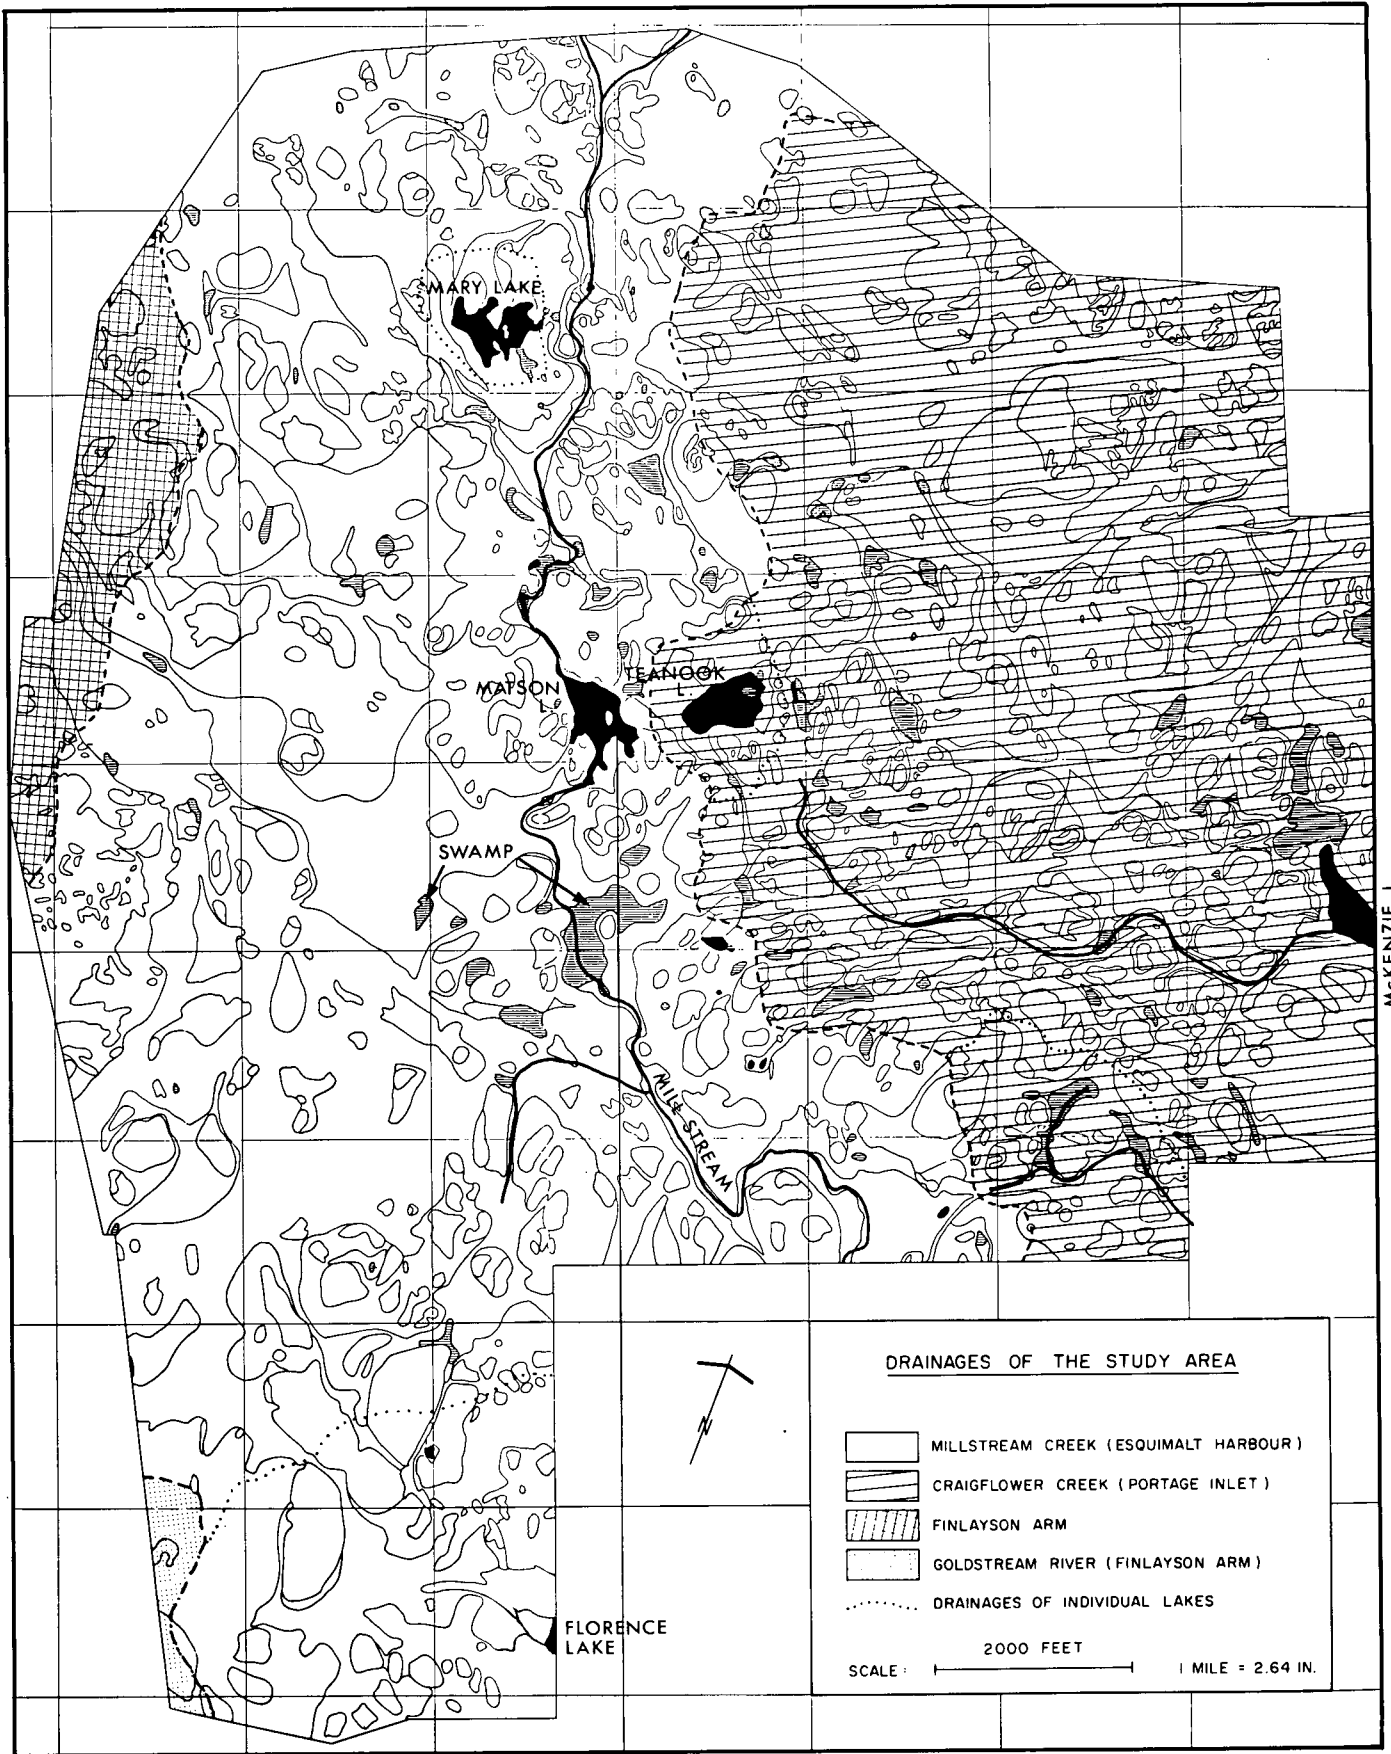 MARY LAKE
MATSON
L.
TEANOOK
L.
SWAMP
McKENZIE L.
MILL STREAM
N
FLORENCE
LAKE
DRAINAGES OF THE STUDY AREA
MILLSTREAM CREEK (ESQUIMALT HARBOUR)
CRAIGFLOWER CREEK (PORTAGE INLET)
FINLAYSON ARM
GOLDSTREAM RIVER (FINLAYSON ARM)
DRAINAGES OF INDIVIDUAL LAKES
2000 FEET
SCALE: 1 MILE = 2.64 IN.